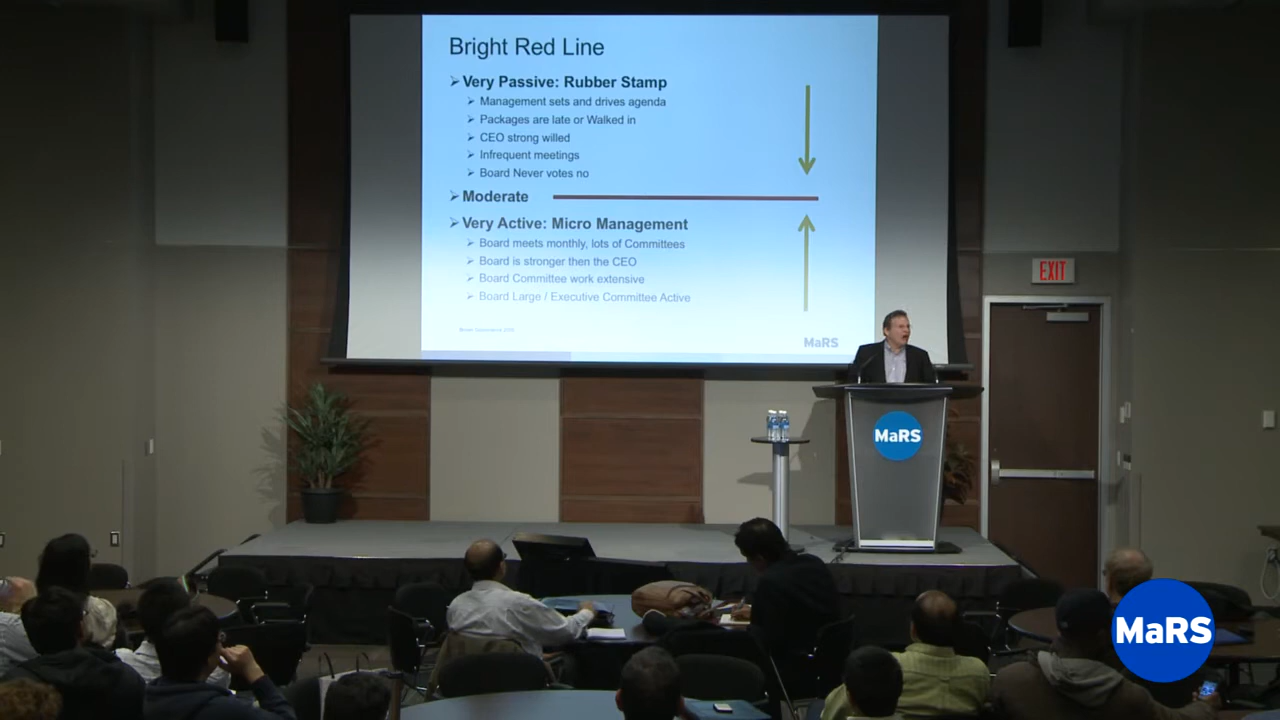 Bright Red Line
➢ Very Passive: Rubber Stamp
➢ Management sets and drives agenda
➢ Packages are late or Walked in
➢ CEO strong willed
➢ Infrequent meetings
➢ Board Never votes no
➢ Moderate
➢ Very Active: Micro Management
➢ Board meets monthly, lots of Committees
➢ Board is stronger then the CEO
➢ Board Committee work extensive
➢ Board Large / Executive Committee Active
MaRS
EXIT
MaRS
MaRS